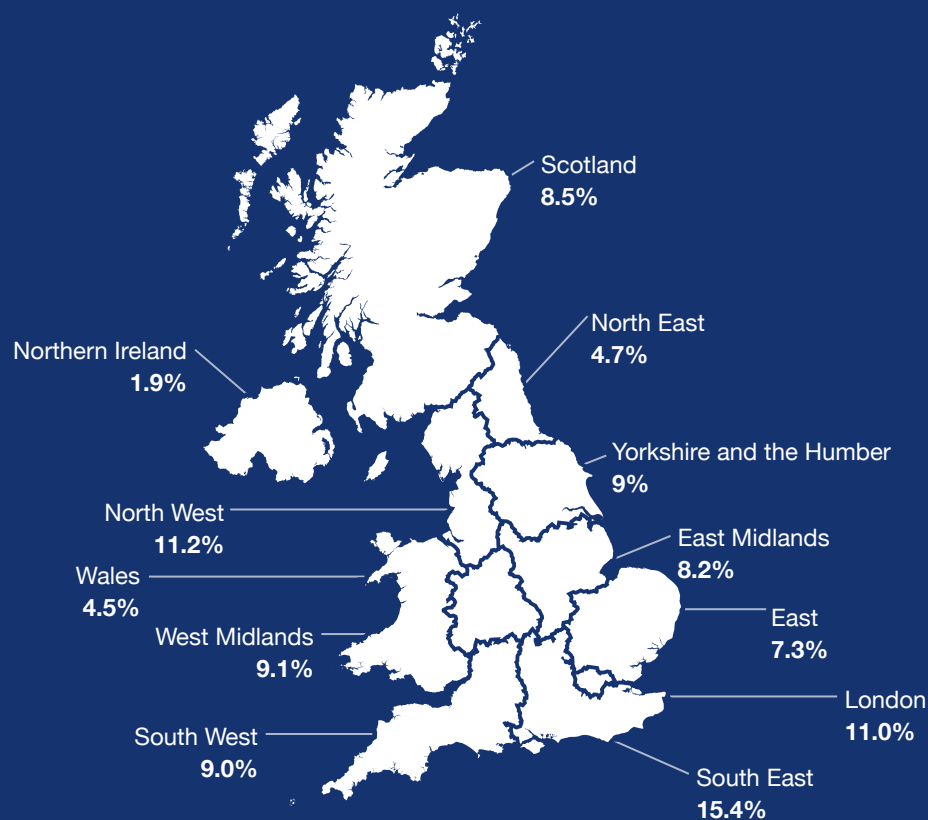 Scotland
8.5%
North East
4.7%
Northern Ireland
1.9%
Yorkshire and the Humber
9%
North West
11.2%
East Midlands
8.2%
Wales
4.5%
East
7.3%
West Midlands
9.1%
London
11.0%
South West
9.0%
South East
15.4%